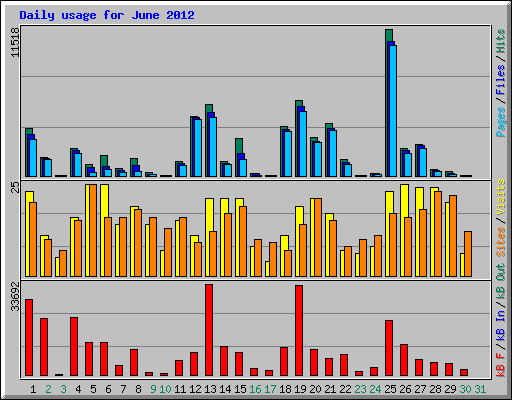 Daily usage for June 2012
11518
Pages / Files / Hits
25
Sites / Visits
33692
kB F / kB In / kB Out
1 2 3 4 5 6 7 8 9 10 11 12 13 14 15 16 17 18 19 20 21 22 23 24 25 26 27 28 29 30 31